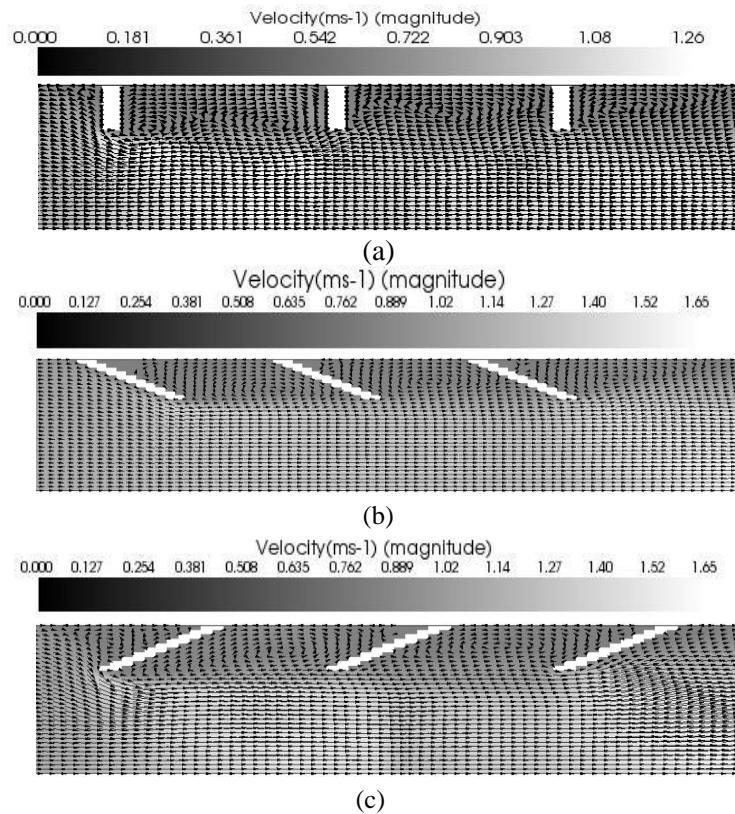 Velocity(ms-1) (magnitude)
0.000 0.181 0.361 0.542 0.722 0.903 1.08 1.26
(a)
Velocity(ms-1) (magnitude)
0.000 0.127 0.254 0.381 0.508 0.635 0.762 0.889 1.02 1.14 1.27 1.40 1.52 1.65
(b)
Velocity(ms-1) (magnitude)
0.000 0.127 0.254 0.381 0.508 0.635 0.762 0.889 1.02 1.14 1.27 1.40 1.52 1.65
(c)